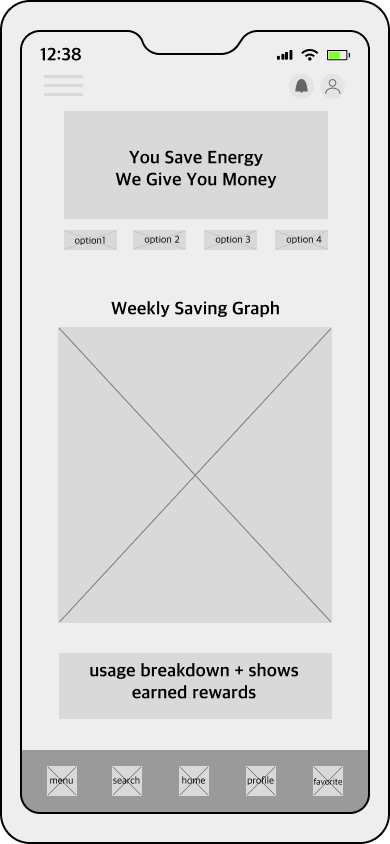 12:38
You Save Energy
We Give You Money
option1
option 2
option 3
option 4
Weekly Saving Graph
usage breakdown + shows
earned rewards
menu
search
home
profile
favorite